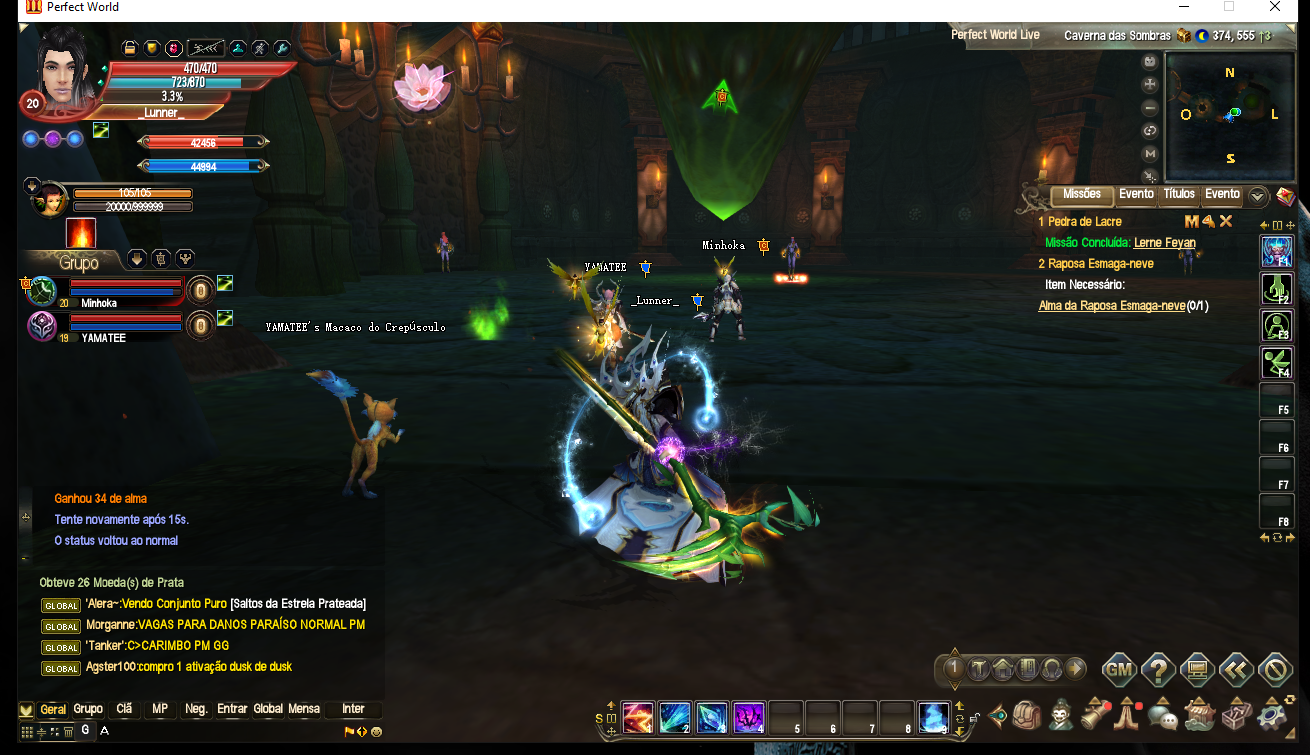 Perfect World
Perfect World Live
Caverna das Sombras
374, 555 ↑3
470/470
723/870
3.3%
20
_Lunner_
42456
44994
105/105
20000/999999
Grupo
20 Minhoka
0
19 YAMATEE
0
N
O
L
S
M
Missões
Evento
Títulos
Evento
1 Pedra de Lacre
M
Missão Concluída: Lerne Feyan
2 Raposa Esmaga-neve
Item Necessário:
Alma da Raposa Esmaga-neve(0/1)
F1
F2
F3
F4
F5
F6
F7
F8
Minhoka
YAMATEE
_Lunner_
YAMATEE's Macaco do Crepúsculo
Ganhou 34 de alma
Tente novamente após 15s.
O status voltou ao normal
Obteve 26 Moeda(s) de Prata
GLOBAL 'Alera~:Vendo Conjunto Puro [Saltos da Estrela Prateada]
GLOBAL Morganne:VAGAS PARA DANOS PARAÍSO NORMAL PM
GLOBAL 'Tanker':C>CARIMBO PM GG
GLOBAL Agster100:compro 1 ativação dusk de dusk
Geral Grupo Clã MP Neg. Entrar Global Mensa Inter
G A
S
1
2
3
4
5
6
7
8
9
1
GM
?